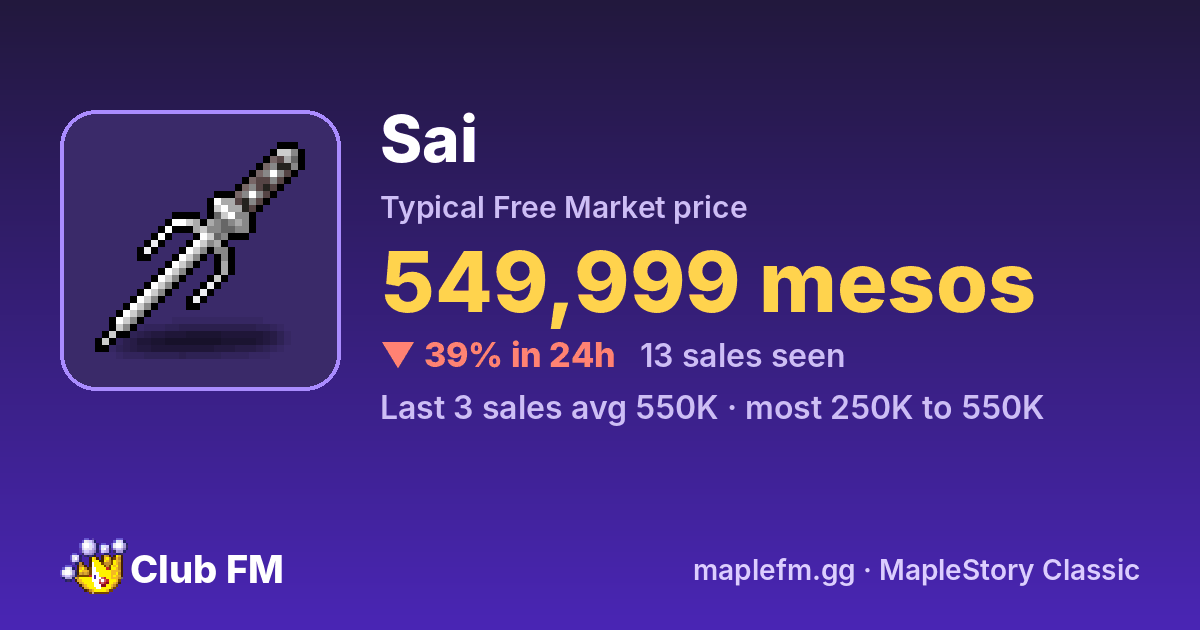 Sai
Typical Free Market price
549,999 mesos
▼ 39% in 24h 13 sales seen
Last 3 sales avg 550K · most 250K to 550K
Club FM
maplefm.gg · MapleStory Classic